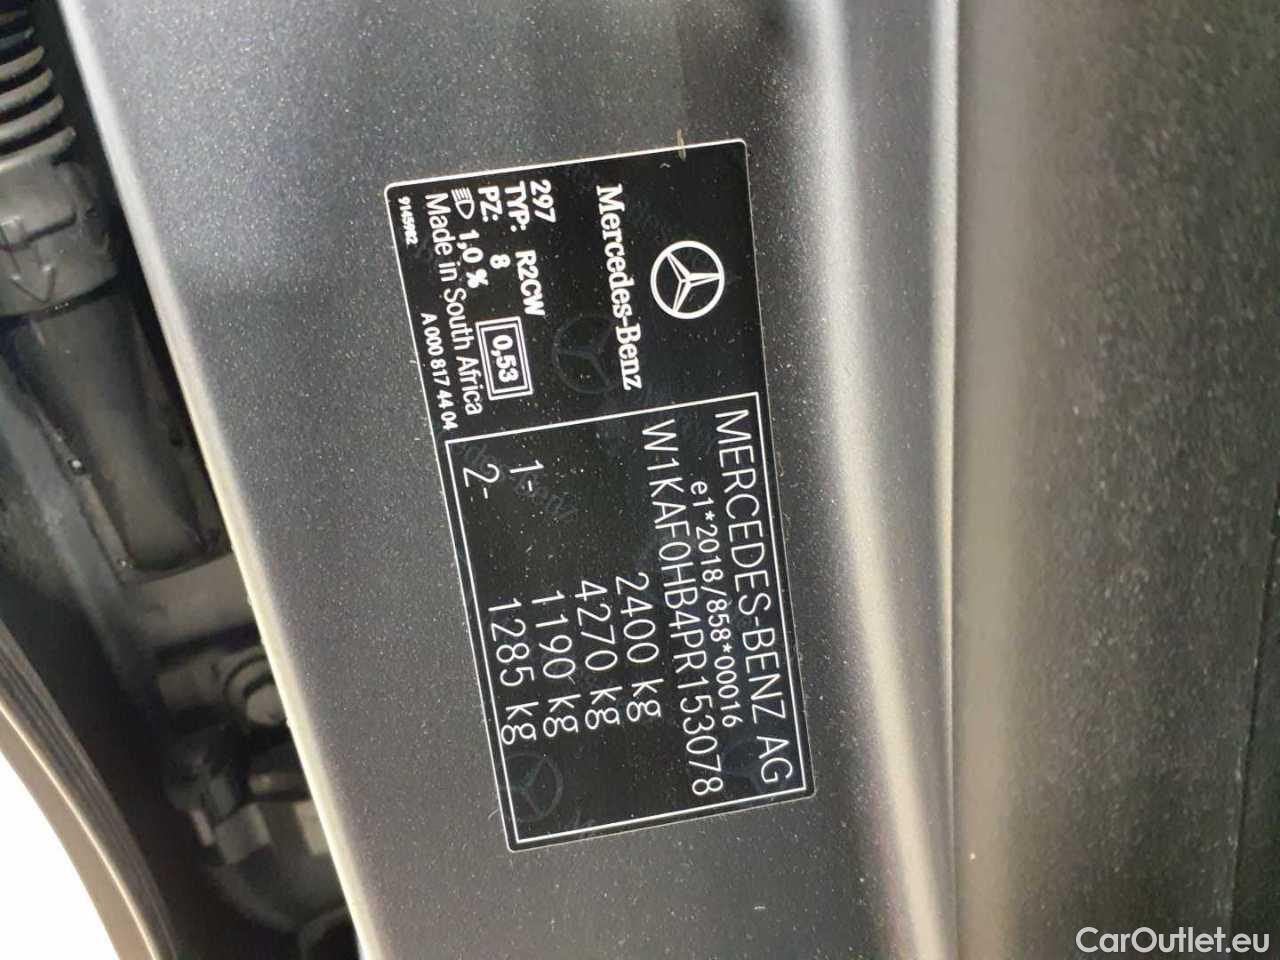 Mercedes-Benz
297
TYP: R2CW
PZ: 8
1,0 % 0,53
Made in South Africa
9145982 A 000 817 44 04
MERCEDES-BENZ AG
e1*2018/858*00016
W1KAF0HB4PR153078
2400 kg
4270 kg
1- 1190 kg
2- 1285 kg
CarOutlet.eu